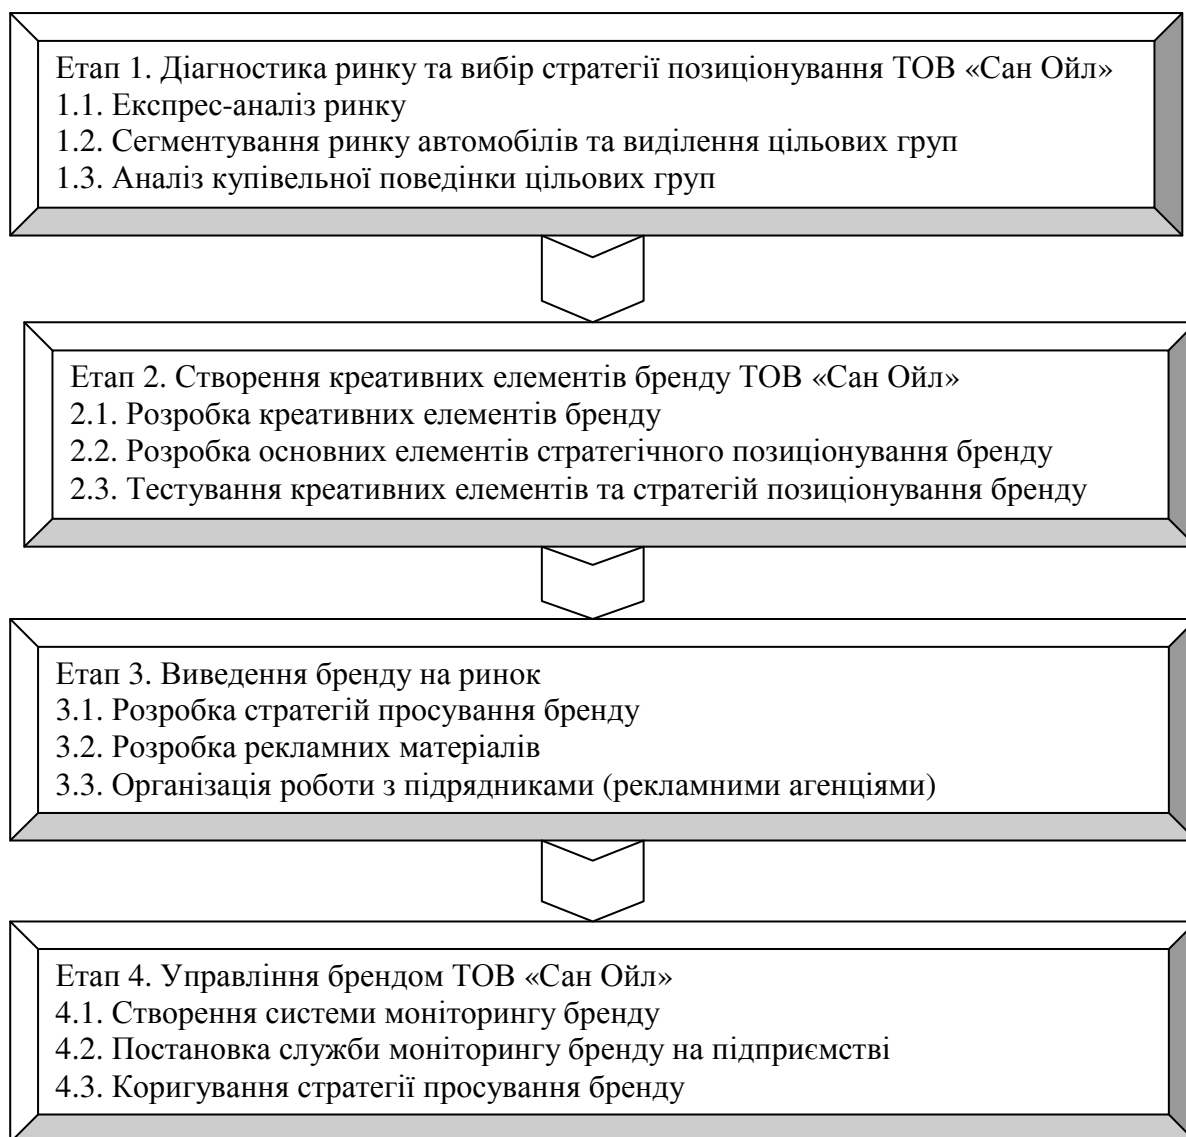 Етап 1. Діагностика ринку та вибір стратегії позиціонування ТОВ «Сан Ойл»
1.1. Експрес-аналіз ринку
1.2. Сегментування ринку автомобілів та виділення цільових груп
1.3. Аналіз купівельної поведінки цільових груп
Етап 2. Створення креативних елементів бренду ТОВ «Сан Ойл»
2.1. Розробка креативних елементів бренду
2.2. Розробка основних елементів стратегічного позиціонування бренду
2.3. Тестування креативних елементів та стратегій позиціонування бренду
Етап 3. Виведення бренду на ринок
3.1. Розробка стратегій просування бренду
3.2. Розробка рекламних матеріалів
3.3. Організація роботи з підрядниками (рекламними агенціями)
Етап 4. Управління брендом ТОВ «Сан Ойл»
4.1. Створення системи моніторингу бренду
4.2. Постановка служби моніторингу бренду на підприємстві
4.3. Коригування стратегії просування бренду